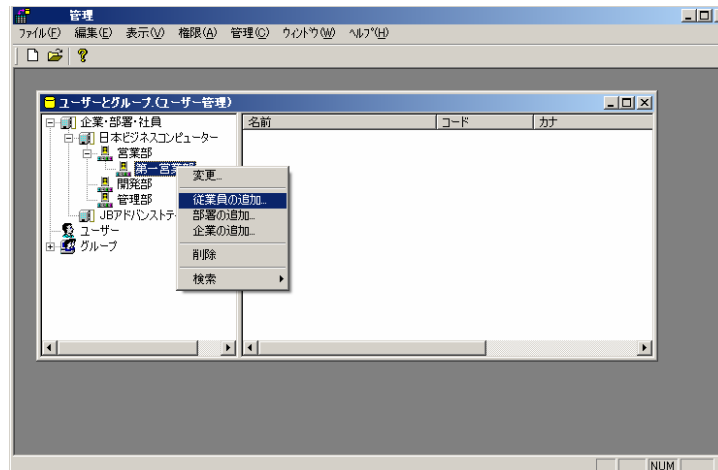 管理
ファイル(F) 編集(E) 表示(V) 権限(A) 管理(C) ウィンドウ(W) ヘルプ(H)
ユーザーとグループ.(ユーザー管理)
企業・部署・社員
日本ビジネスコンピューター
営業部
第一営業部
開発部
管理部
JBアドバンストテ
ユーザー
グループ
名前 コード カナ
変更...
従業員の追加...
部署の追加...
企業の追加...
削除
検索
NUM